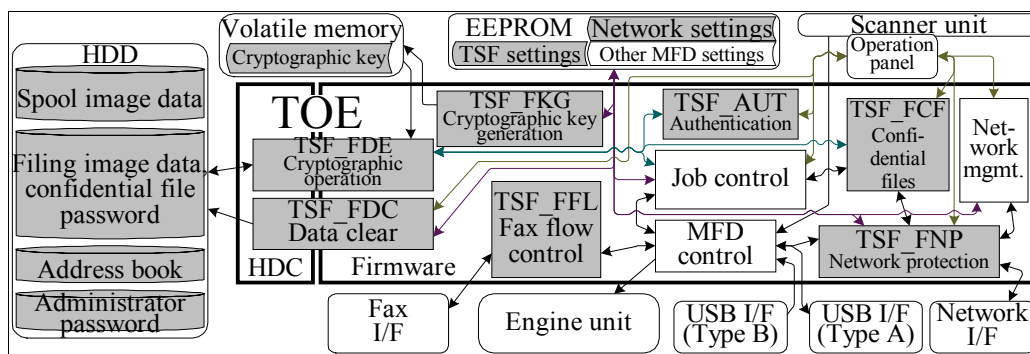 HDD
Spool image data
Filing image data,
confidential file
password
Address book
Administrator
password
Volatile memory
Cryptographic key
EEPROM
Network settings
TSF settings
Other MFD settings
Scanner unit
Operation
panel
TOE
TSF_FKG
Cryptographic key
generation
TSF_AUT
Authentication
TSF_FCF
Confi-
dential
files
Net-
work
mgmt.
TSF_FDE
Cryptographic
operation
Job control
TSF_FDC
Data clear
TSF_FFL
Fax flow
control
MFD
control
TSF_FNP
Network protection
HDC
Firmware
Fax
I/F
Engine unit
USB I/F
(Type B)
USB I/F
(Type A)
Network
I/F